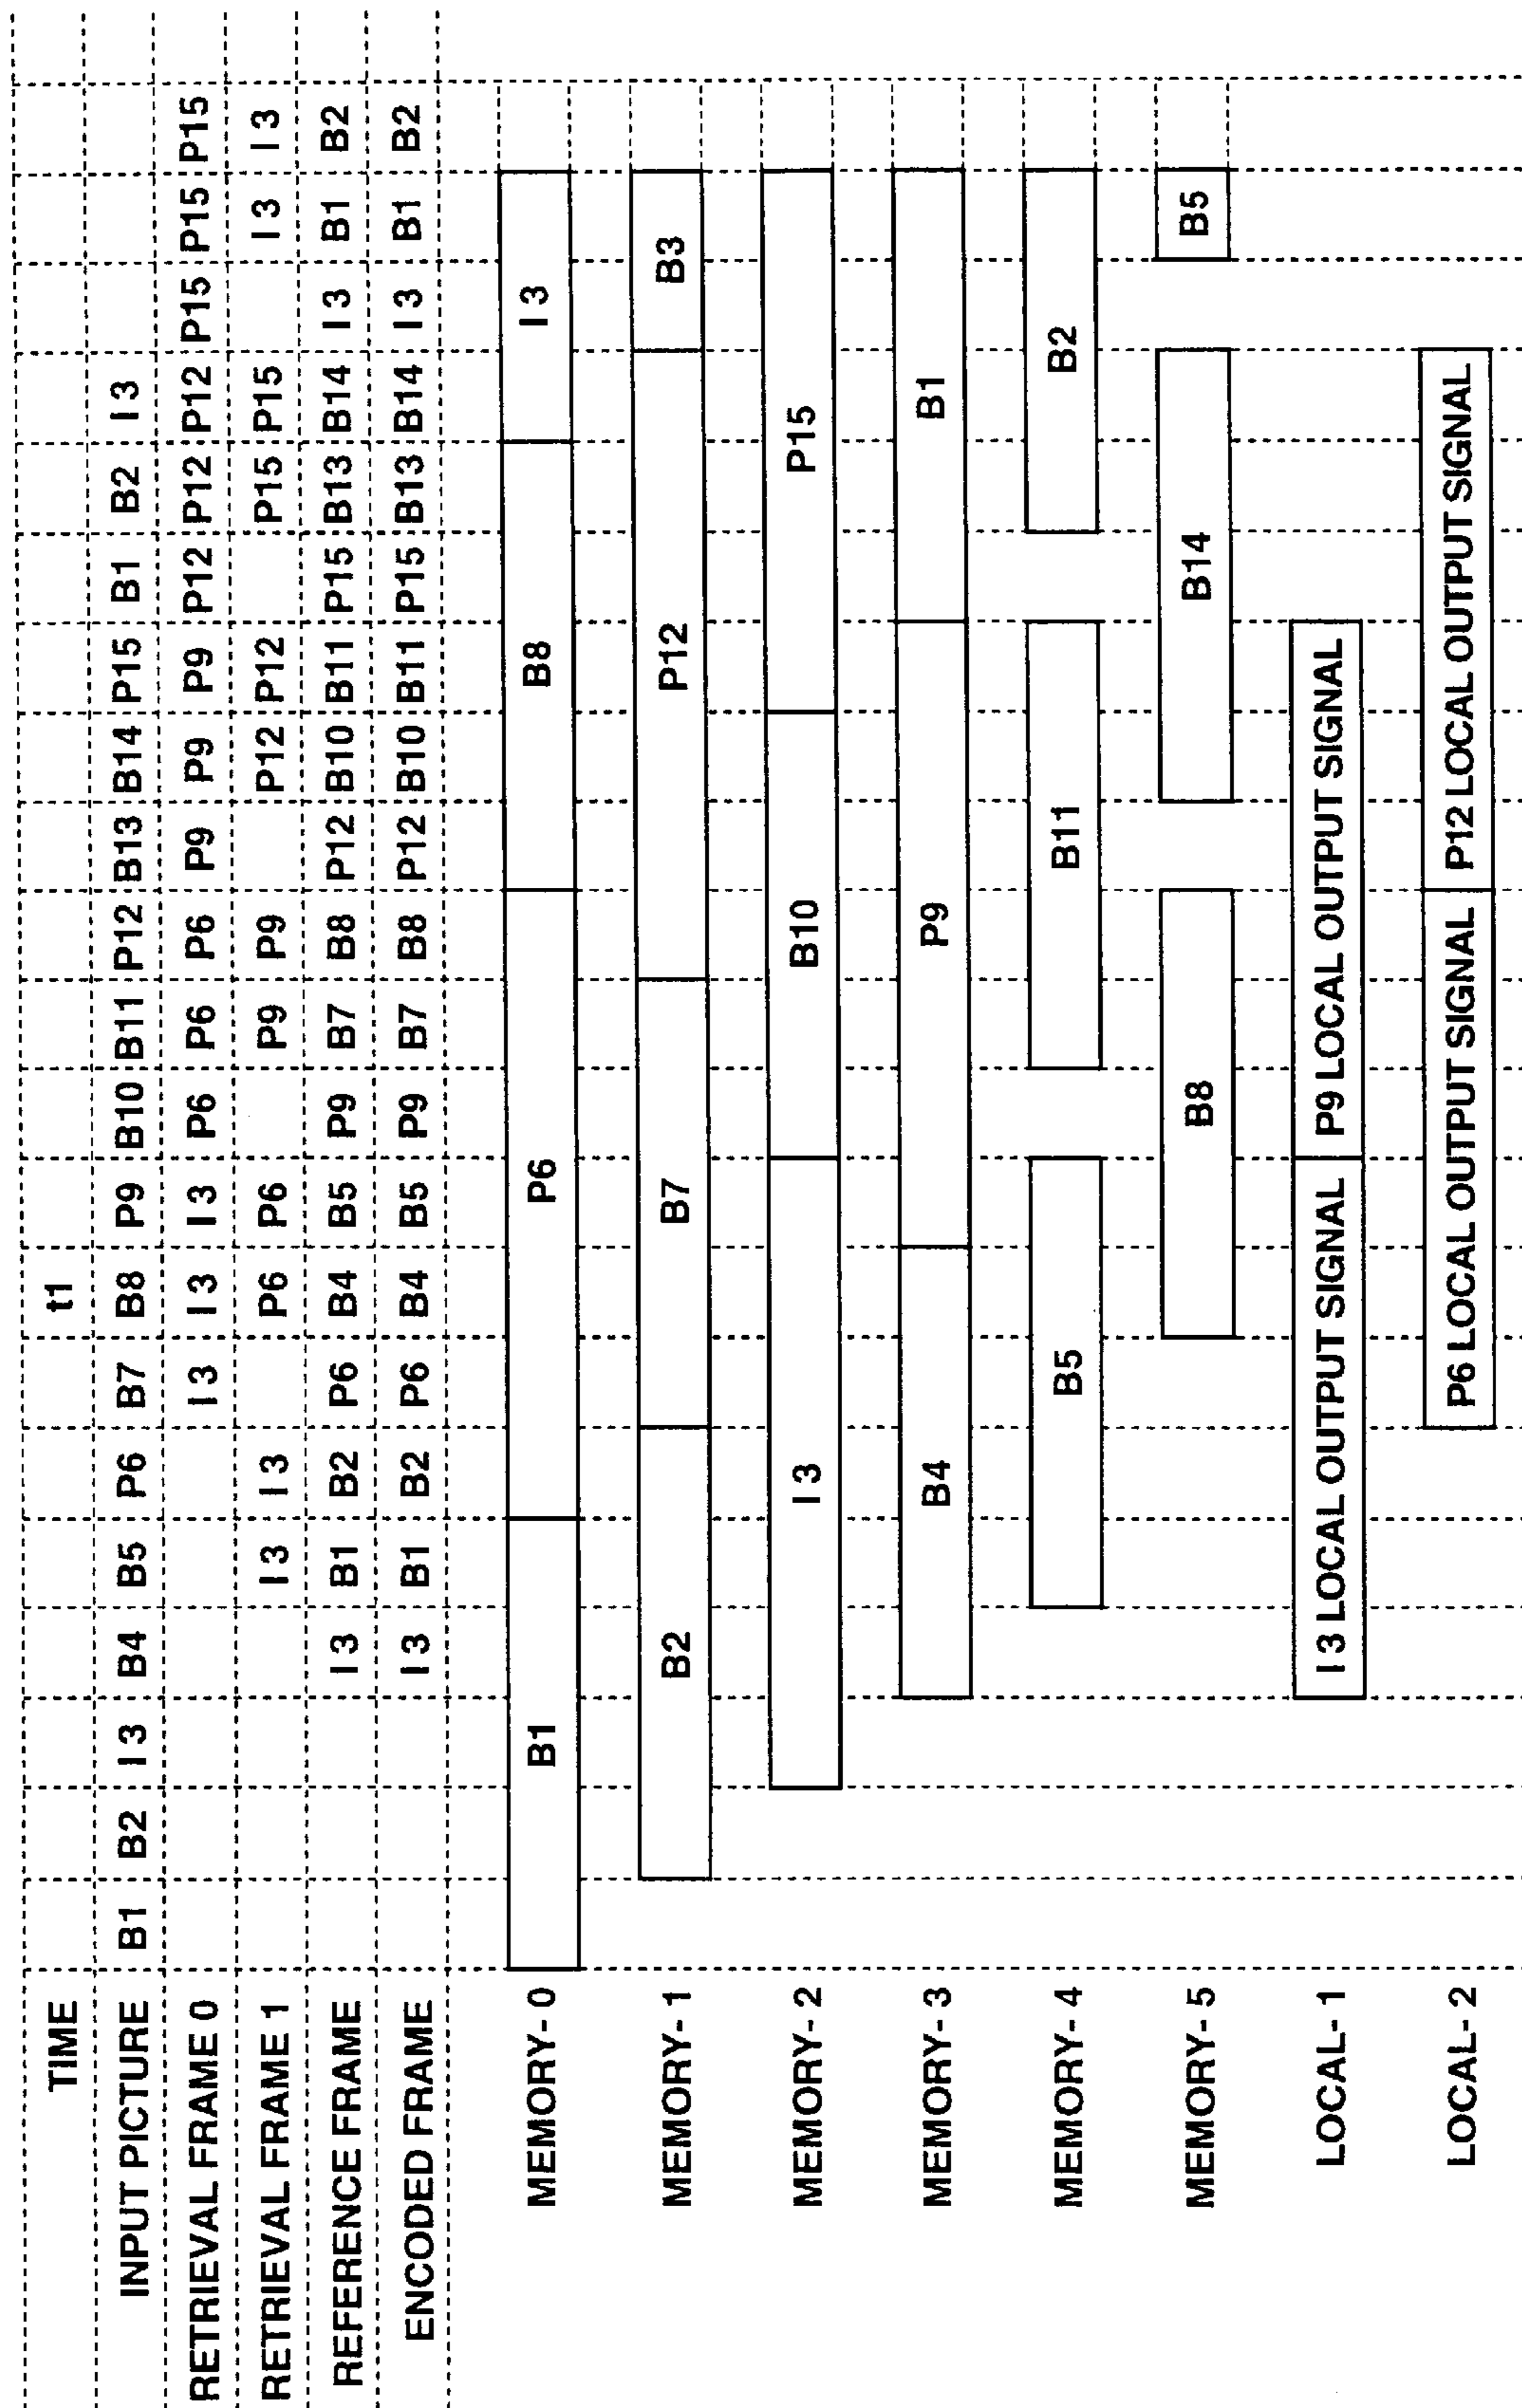 TIME t1
INPUT PICTURE B1 B2 I3 B4 B5 P6 B7 B8 P9 B10 B11 P12 B13 B14 P15 B1 B2 I3
RETRIEVAL FRAME 0 I3 I3 I3 P6 P6 P6 P9 P9 P9 P12 P12 P12 P15 P15 P15
RETRIEVAL FRAME 1 I3 I3 P6 P6 P9 P9 P12 P12 P15 P15 I3 I3
REFERENCE FRAME I3 B1 B2 P6 B4 B5 P9 B7 B8 P12 B10 B11 P15 B13 B14 I3 B1 B2
ENCODED FRAME I3 B1 B2 P6 B4 B5 P9 B7 B8 P12 B10 B11 P15 B13 B14 I3 B1 B2
MEMORY-0 B1 P6 B8 I3
MEMORY-1 B2 B7 P12 B3
MEMORY-2 I3 B10 P15
MEMORY-3 B4 P9 B1
MEMORY-4 B5 B11 B2
MEMORY-5 B8 B14 B5
LOCAL-1 I3 LOCAL OUTPUT SIGNAL P9 LOCAL OUTPUT SIGNAL
LOCAL-2 P6 LOCAL OUTPUT SIGNAL P12 LOCAL OUTPUT SIGNAL